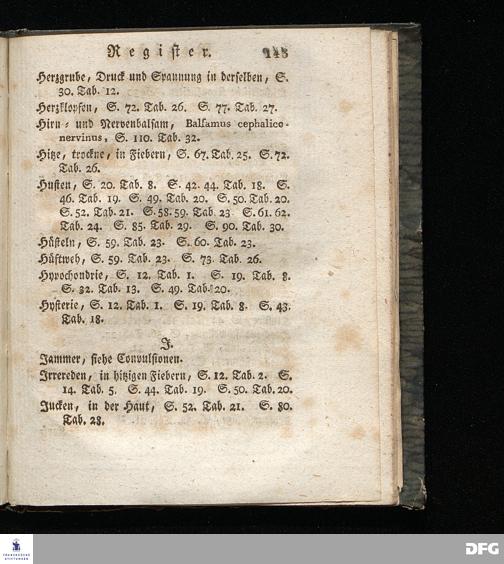 Register. 145
Herzgrube, Druck und Spannung in derselben, S.
30. Tab. 12.
Herzklopfen, S. 72. Tab. 26. S. 77. Tab. 27.
Hirn- und Nervenbalsam, Balsamus cephalico-
nervinus, S. 110. Tab. 32.
Hitze, trockne, in Fiebern, S. 67. Tab. 25. S. 72.
Tab. 26.
Husten, S. 20. Tab. 8. S. 42. 44. Tab. 18. S.
46. Tab. 19. S. 49. Tab. 20. S. 50. Tab. 20.
S. 52. Tab. 21. S. 58. 59. Tab. 23 S. 61. 62.
Tab. 24. S. 85. Tab. 29. S. 90. Tab. 30.
Hüsteln, S. 59. Tab. 23. S. 60. Tab. 23.
Hüftweh, S. 59. Tab. 23. S. 73. Tab. 26.
Hypochondrie, S. 12. Tab. 1. S. 19. Tab. 8.
S. 32. Tab. 13. S. 49. Tab. 20.
Hysterie, S. 12. Tab. 1. S. 19. Tab. 8. S. 43.
Tab. 18.
J.
Jammer, siehe Convulsionen.
Irrereden, in hitzigen Fiebern, S. 12. Tab. 2. S.
14. Tab. 5. S. 44. Tab. 19. S. 50. Tab. 20.
Jucken, in der Haut, S. 52. Tab. 21. S. 80.
Tab. 28.
FRANCKESCHE
STIFTUNGEN
DFG